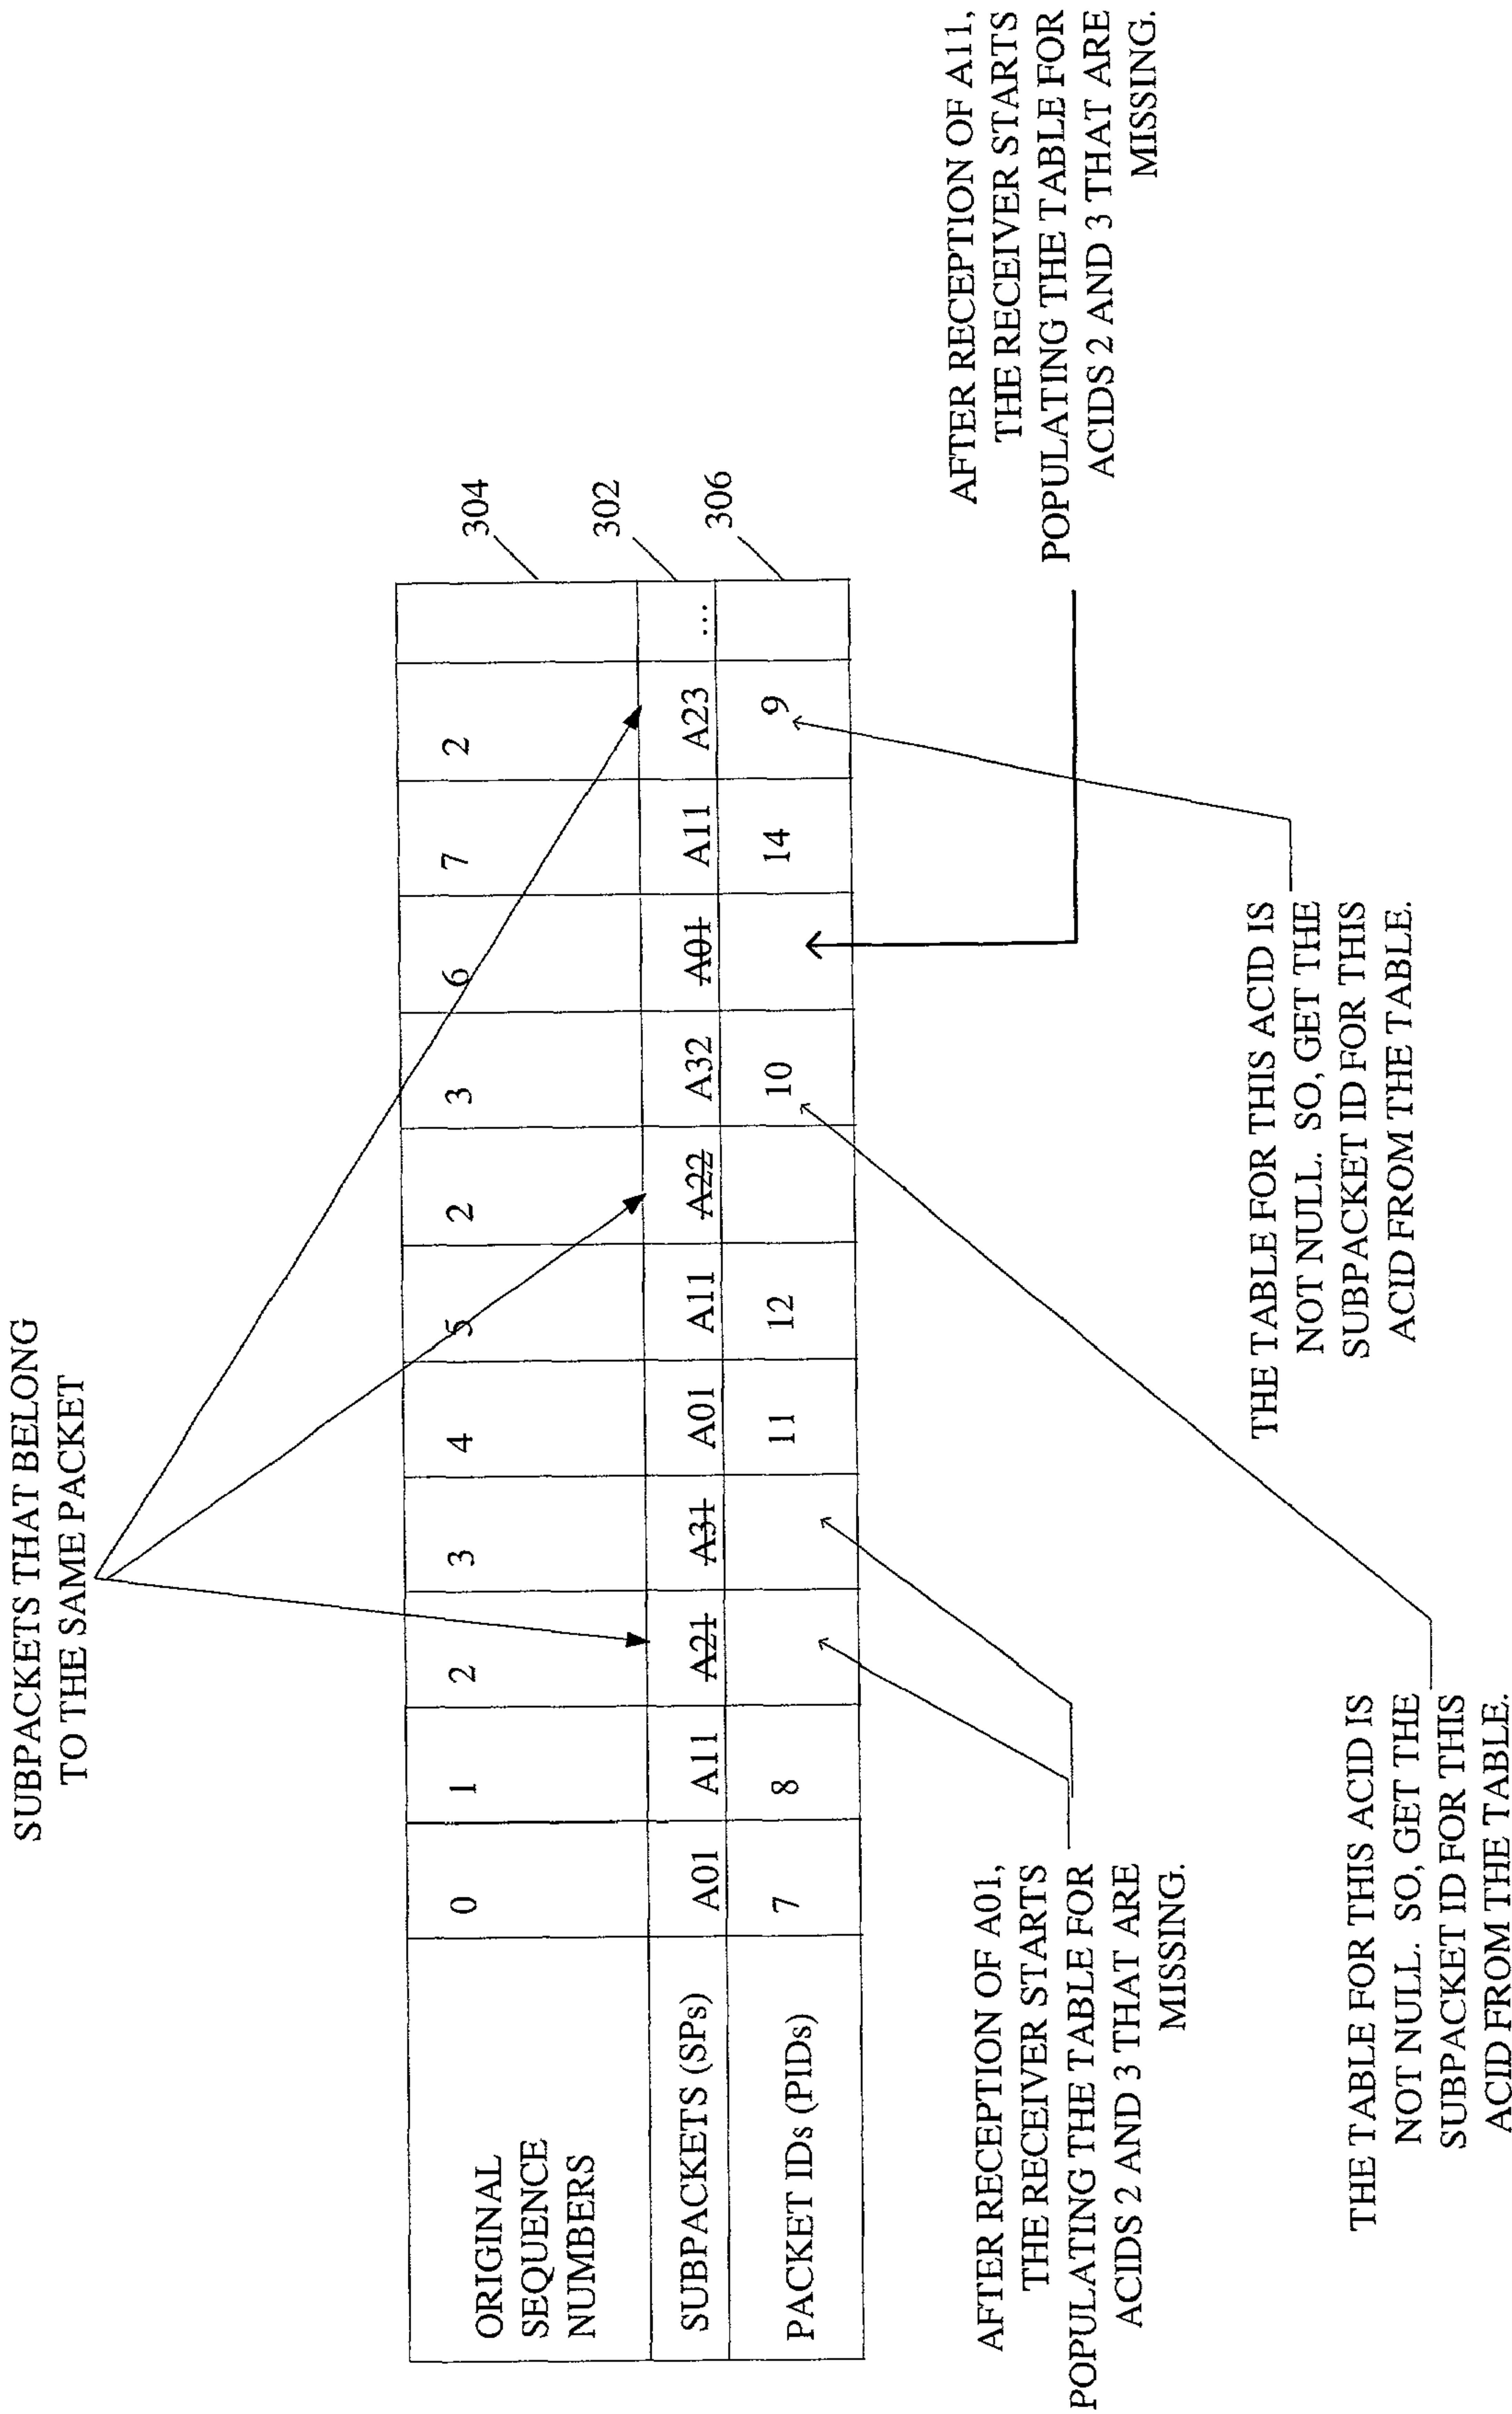 SUBPACKETS THAT BELONG
TO THE SAME PACKET
304
302
306
ORIGINAL
SEQUENCE
NUMBERS
0 1 2 3 4 5 2 3 6 7 2
SUBPACKETS (SPs) A01 A11 A21 A31 A01 A11 A22 A32 A01 A11 A23 ...
PACKET IDs (PIDs) 7 8 11 12 10 14 9
AFTER RECEPTION OF A01,
THE RECEIVER STARTS
POPULATING THE TABLE FOR
ACIDS 2 AND 3 THAT ARE
MISSING.
AFTER RECEPTION OF A11,
THE RECEIVER STARTS
POPULATING THE TABLE FOR
ACIDS 2 AND 3 THAT ARE
MISSING.
THE TABLE FOR THIS ACID IS
NOT NULL. SO, GET THE
SUBPACKET ID FOR THIS
ACID FROM THE TABLE.
THE TABLE FOR THIS ACID IS
NOT NULL. SO, GET THE
SUBPACKET ID FOR THIS
ACID FROM THE TABLE.